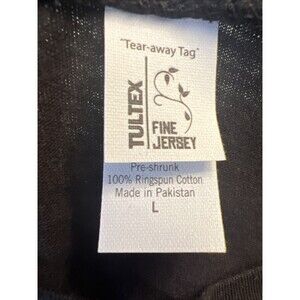 "Tear-away Tag"
TULTEX
FINE
JERSEY
Pre-shrunk
100% Ringspun Cotton
Made in Pakistan
L